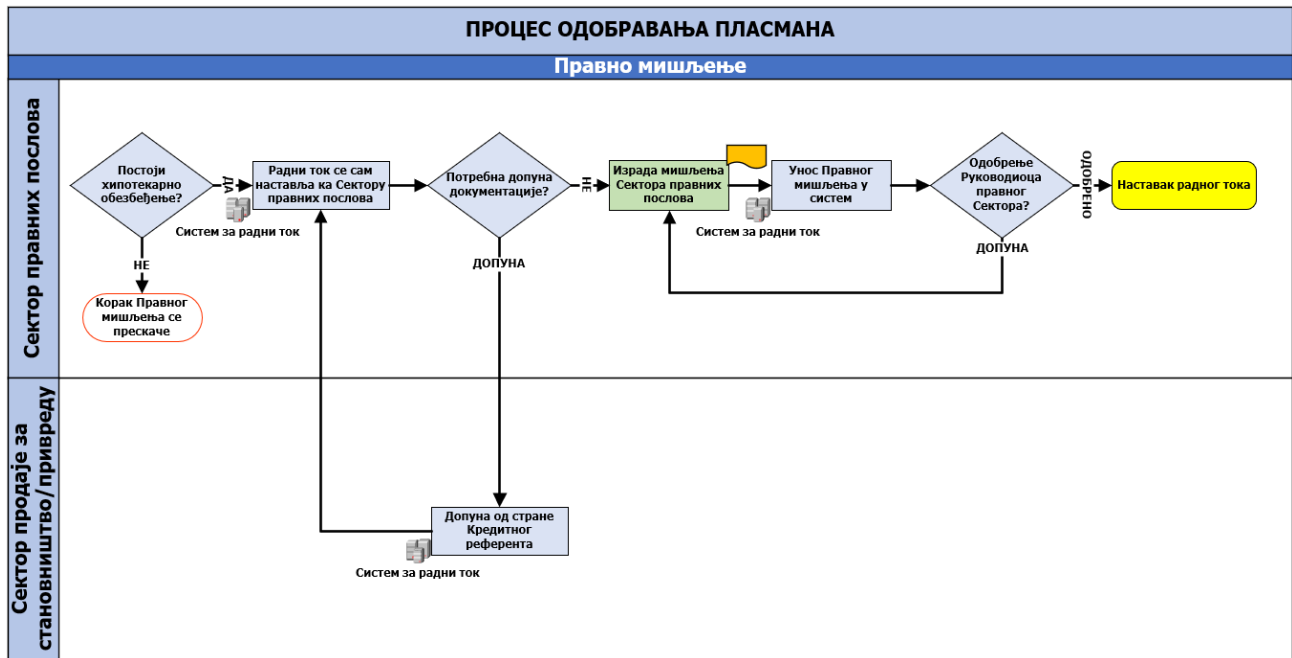 ПРОЦЕС ОДОБРАВАЊА ПЛАСМАНА
Правно мишљење
Сектор правних послова
Постоји
хипотекарно
обезбеђење?
ДА
Радни ток се сам
наставља ка Сектору
правних послова
Систем за радни ток
Потребна допуна
документације?
НЕ
Израда мишљења
Сектора правних
послова
Унос Правног
мишљења у
систем
Систем за радни ток
Одобрење
Руководиоца
правног
Сектора?
ОДОБРЕНО
Наставак радног тока
НЕ
ДОПУНА
ДОПУНА
Корак Правног
мишљења се
прескаче
Сектор продаје за
становништво/привреду
Допуна од стране
Кредитног
референта
Систем за радни ток